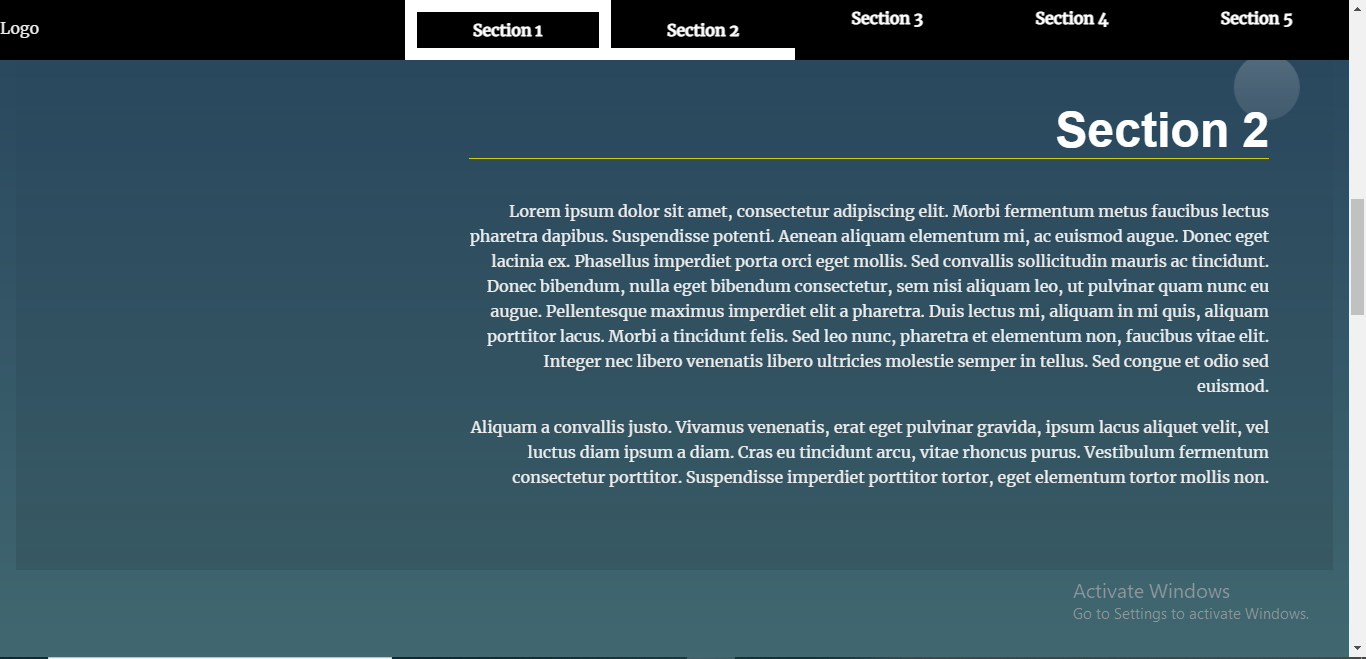 Logo
Section 1
Section 2
Section 3
Section 4
Section 5
Section 2
Lorem ipsum dolor sit amet, consectetur adipiscing elit. Morbi fermentum metus faucibus lectus
pharetra dapibus. Suspendisse potenti. Aenean aliquam elementum mi, ac euismod augue. Donec eget
lacinia ex. Phasellus imperdiet porta orci eget mollis. Sed convallis sollicitudin mauris ac tincidunt.
Donec bibendum, nulla eget bibendum consectetur, sem nisi aliquam leo, ut pulvinar quam nunc eu
augue. Pellentesque maximus imperdiet elit a pharetra. Duis lectus mi, aliquam in mi quis, aliquam
porttitor lacus. Morbi a tincidunt felis. Sed leo nunc, pharetra et elementum non, faucibus vitae elit.
Integer nec libero venenatis libero ultricies molestie semper in tellus. Sed congue et odio sed
euismod.
Aliquam a convallis justo. Vivamus venenatis, erat eget pulvinar gravida, ipsum lacus aliquet velit, vel
luctus diam ipsum a diam. Cras eu tincidunt arcu, vitae rhoncus purus. Vestibulum fermentum
consectetur porttitor. Suspendisse imperdiet porttitor tortor, eget elementum tortor mollis non.
Activate Windows
Go to Settings to activate Windows.